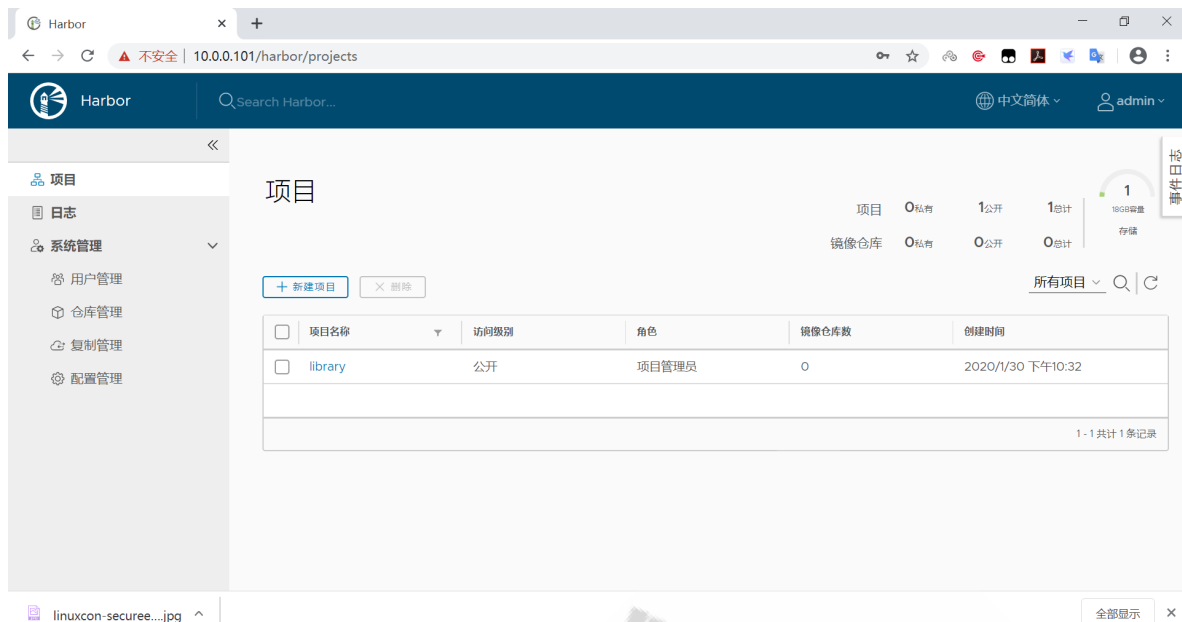 Harbor
不安全 10.0.0.101/harbor/projects
Harbor Search Harbor... 中文简体 admin
事件日志
项目
日志
系统管理
用户管理
仓库管理
复制管理
配置管理
项目
项目 0私有 1公开 1总计
镜像仓库 0私有 0公开 0总计
1
18GB容量
存储
新建项目 删除 所有项目
项目名称 访问级别 角色 镜像仓库数 创建时间
library 公开 项目管理员 0 2020/1/30 下午10:32
1 - 1 共计 1 条记录
linuxcon-securee....jpg 全部显示